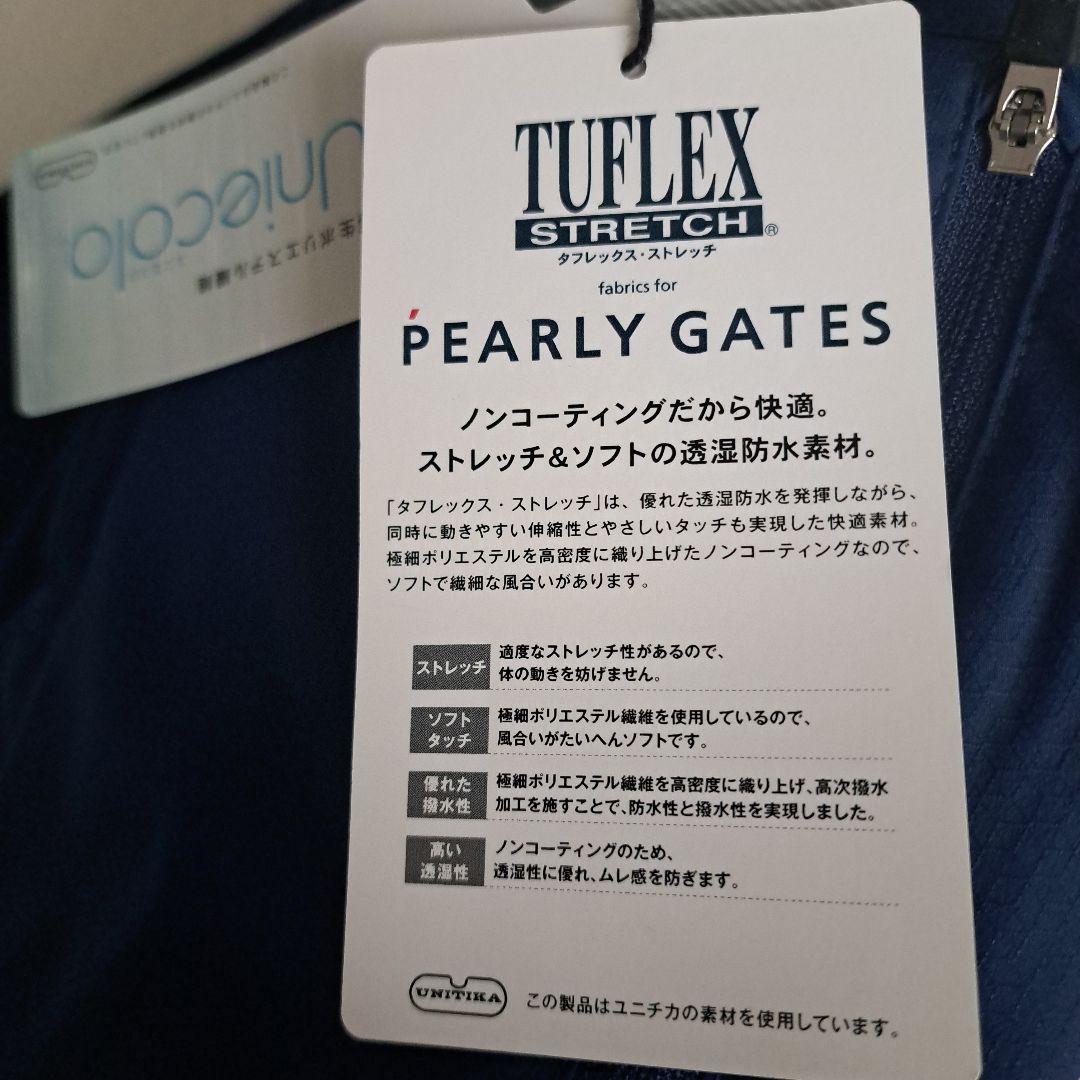 TUFLEX
STRETCH®
タフレックス・ストレッチ
fabrics for
PEARLY GATES
ノンコーティングだから快適。
ストレッチ&ソフトの透湿防水素材。
「タフレックス・ストレッチ」は、優れた透湿防水を発揮しながら、
同時に動きやすい伸縮性とやさしいタッチも実現した快適素材。
極細ポリエステルを高密度に織り上げたノンコーティングなので、
ソフトで繊細な風合いがあります。
ストレッチ
適度なストレッチ性があるので、
体の動きを妨げません。
ソフト
タッチ
極細ポリエステル繊維を使用しているので、
風合いがたいへんソフトです。
優れた
撥水性
極細ポリエステル繊維を高密度に織り上げ、高次撥水
加工を施すことで、防水性と撥水性を実現しました。
高い
透湿性
ノンコーティングのため、
透湿性に優れ、ムレ感を防ぎます。
UNITIKA
この製品はユニチカの素材を使用しています。
生ポリエステル繊維
Uniecolo
UNITIKA